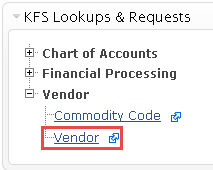 KFS Lookups & Requests
Chart of Accounts
Financial Processing
Vendor
Commodity Code
Vendor